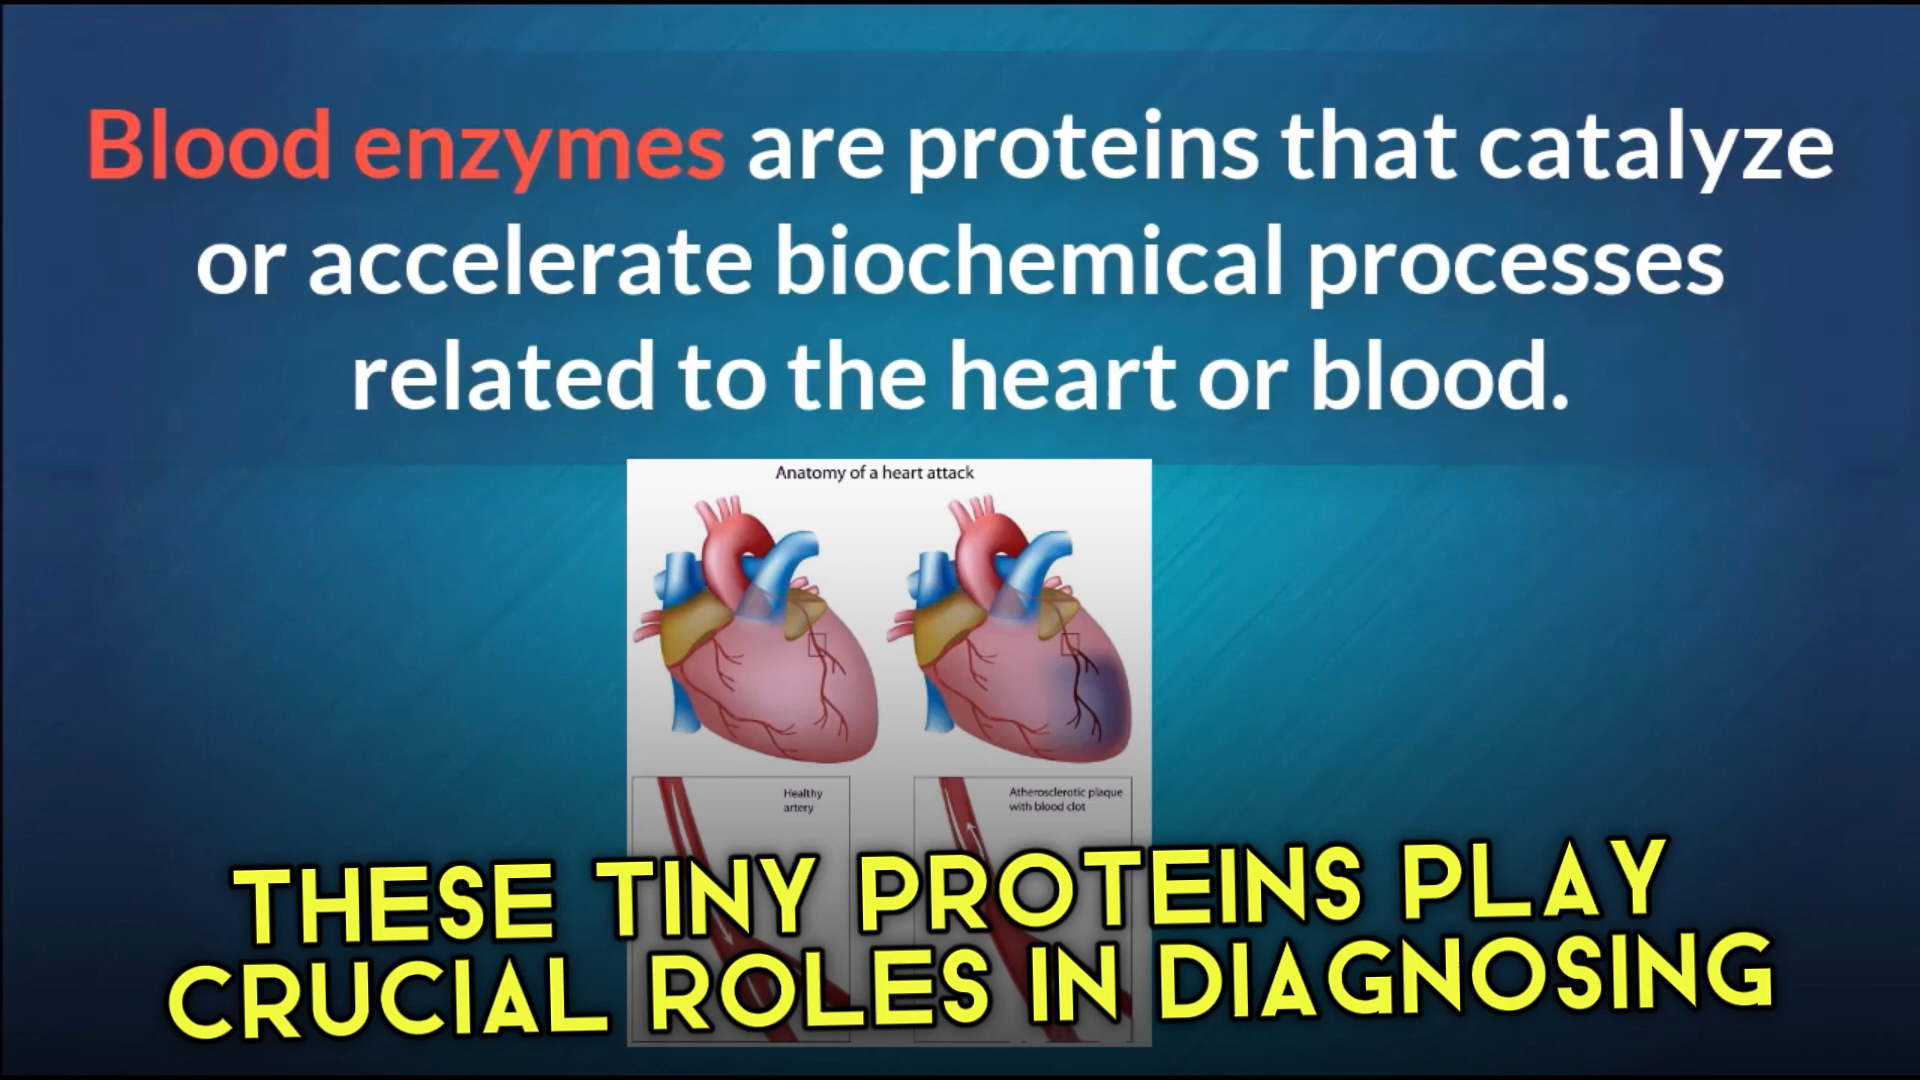 Blood enzymes are proteins that catalyze
or accelerate biochemical processes
related to the heart or blood.
Anatomy of a heart attack
Healthy
artery
Atherosclerotic plaque
with blood clot
THESE TINY PROTEINS PLAY
CRUCIAL ROLES IN DIAGNOSING